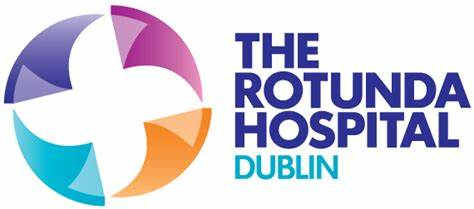 THE
ROTUNDA
HOSPITAL
DUBLIN